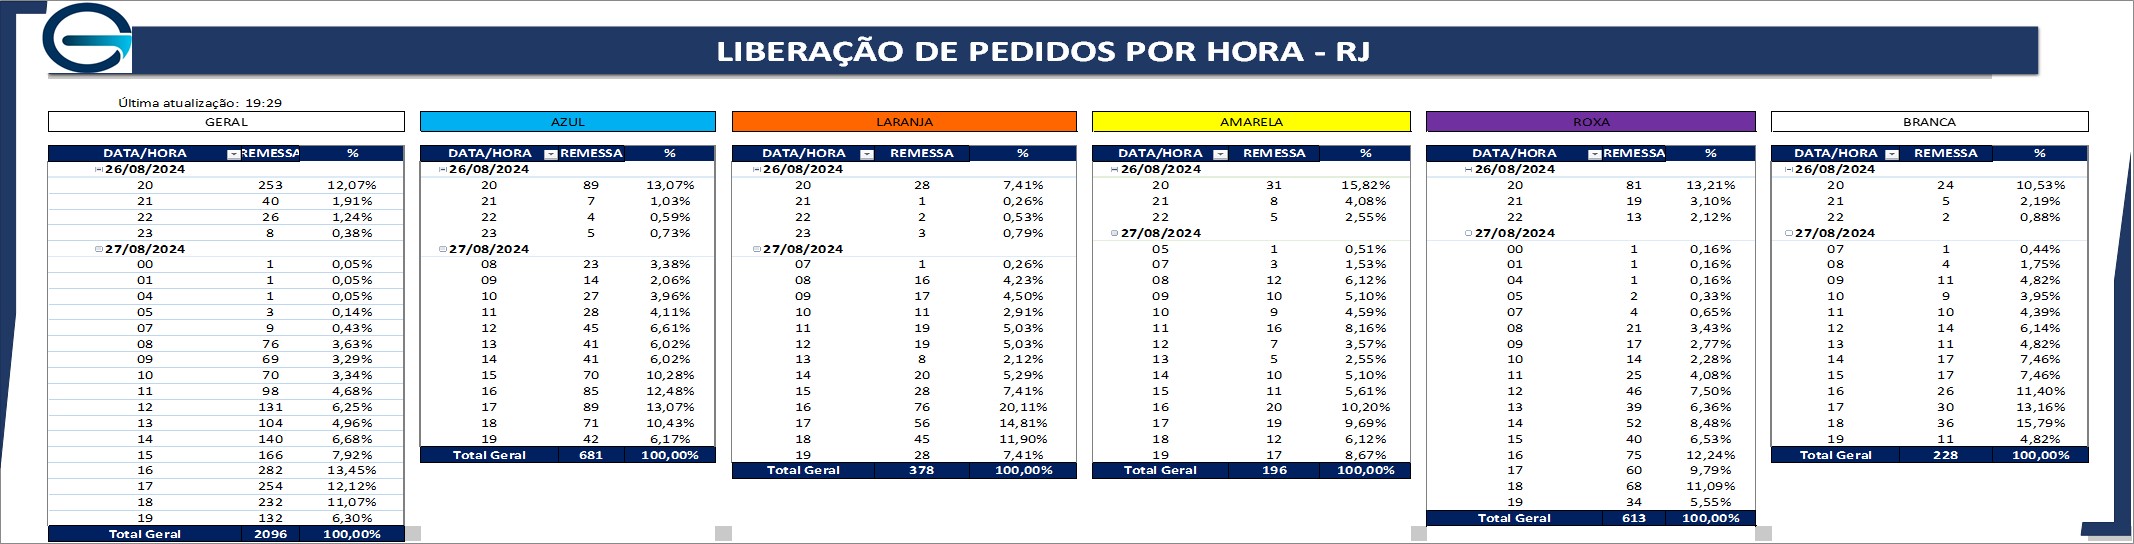 LIBERAÇÃO DE PEDIDOS POR HORA - RJ
Última atualização: 19:29
GERAL
DATA/HORA REMESSA %
26/08/2024
20 253 12,07%
21 40 1,91%
22 26 1,24%
23 8 0,38%
27/08/2024
00 1 0,05%
01 1 0,05%
04 1 0,05%
05 3 0,14%
07 9 0,43%
08 76 3,63%
09 69 3,29%
10 70 3,34%
11 98 4,68%
12 131 6,25%
13 104 4,96%
14 140 6,68%
15 166 7,92%
16 282 13,45%
17 254 12,12%
18 232 11,07%
19 132 6,30%
Total Geral 2096 100,00%
AZUL
DATA/HORA REMESSA %
26/08/2024
20 89 13,07%
21 7 1,03%
22 4 0,59%
23 5 0,73%
27/08/2024
08 23 3,38%
09 14 2,06%
10 27 3,96%
11 28 4,11%
12 45 6,61%
13 41 6,02%
14 41 6,02%
15 70 10,28%
16 85 12,48%
17 89 13,07%
18 71 10,43%
19 42 6,17%
Total Geral 681 100,00%
LARANJA
DATA/HORA REMESSA %
26/08/2024
20 28 7,41%
21 1 0,26%
22 2 0,53%
23 3 0,79%
27/08/2024
07 1 0,26%
08 16 4,23%
09 17 4,50%
10 11 2,91%
11 19 5,03%
12 19 5,03%
13 8 2,12%
14 20 5,29%
15 28 7,41%
16 76 20,11%
17 56 14,81%
18 45 11,90%
19 28 7,41%
Total Geral 378 100,00%
AMARELA
DATA/HORA REMESSA %
26/08/2024
20 31 15,82%
21 8 4,08%
22 5 2,55%
27/08/2024
05 1 0,51%
07 3 1,53%
08 12 6,12%
09 10 5,10%
10 9 4,59%
11 16 8,16%
12 7 3,57%
13 5 2,55%
14 10 5,10%
15 11 5,61%
16 20 10,20%
17 19 9,69%
18 12 6,12%
19 17 8,67%
Total Geral 196 100,00%
ROXA
DATA/HORA REMESSA %
26/08/2024
20 81 13,21%
21 19 3,10%
22 13 2,12%
27/08/2024
00 1 0,16%
01 1 0,16%
04 1 0,16%
05 2 0,33%
07 4 0,65%
08 21 3,43%
09 17 2,77%
10 14 2,28%
11 25 4,08%
12 46 7,50%
13 39 6,36%
14 52 8,48%
15 40 6,53%
16 75 12,24%
17 60 9,79%
18 68 11,09%
19 34 5,55%
Total Geral 613 100,00%
BRANCA
DATA/HORA REMESSA %
26/08/2024
20 24 10,53%
21 5 2,19%
22 2 0,88%
27/08/2024
07 1 0,44%
08 4 1,75%
09 11 4,82%
10 9 3,95%
11 10 4,39%
12 14 6,14%
13 11 4,82%
14 17 7,46%
15 17 7,46%
16 26 11,40%
17 30 13,16%
18 36 15,79%
19 11 4,82%
Total Geral 228 100,00%